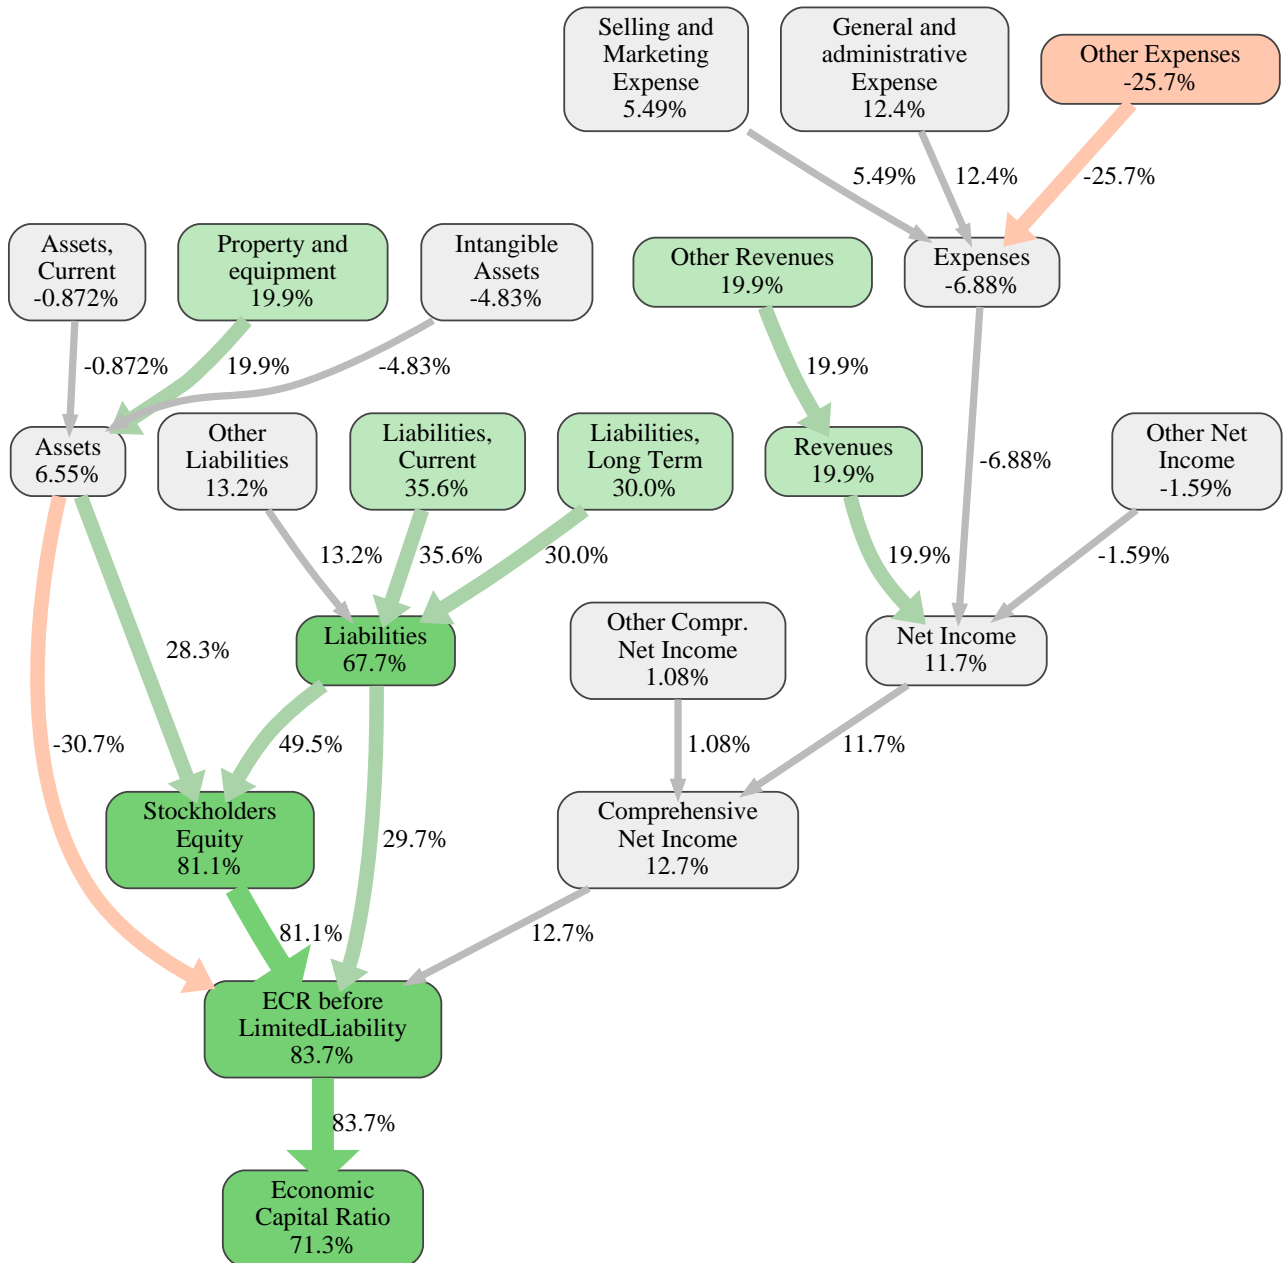 Selling and
Marketing
Expense
5.49%
General and
administrative
Expense
12.4%
Other Expenses
-25.7%
5.49%
12.4%
-25.7%
Assets,
Current
-0.872%
Property and
equipment
19.9%
Intangible
Assets
-4.83%
Other Revenues
19.9%
Expenses
-6.88%
-0.872%
19.9%
-4.83%
19.9%
Assets
6.55%
Other
Liabilities
13.2%
Liabilities,
Current
35.6%
Liabilities,
Long Term
30.0%
Revenues
19.9%
-6.88%
Other Net
Income
-1.59%
13.2%
35.6%
30.0%
19.9%
-1.59%
28.3%
Liabilities
67.7%
Other Compr.
Net Income
1.08%
Net Income
11.7%
-30.7%
49.5%
1.08%
11.7%
Stockholders
Equity
81.1%
29.7%
Comprehensive
Net Income
12.7%
81.1%
12.7%
ECR before
LimitedLiability
83.7%
83.7%
Economic
Capital Ratio
71.3%